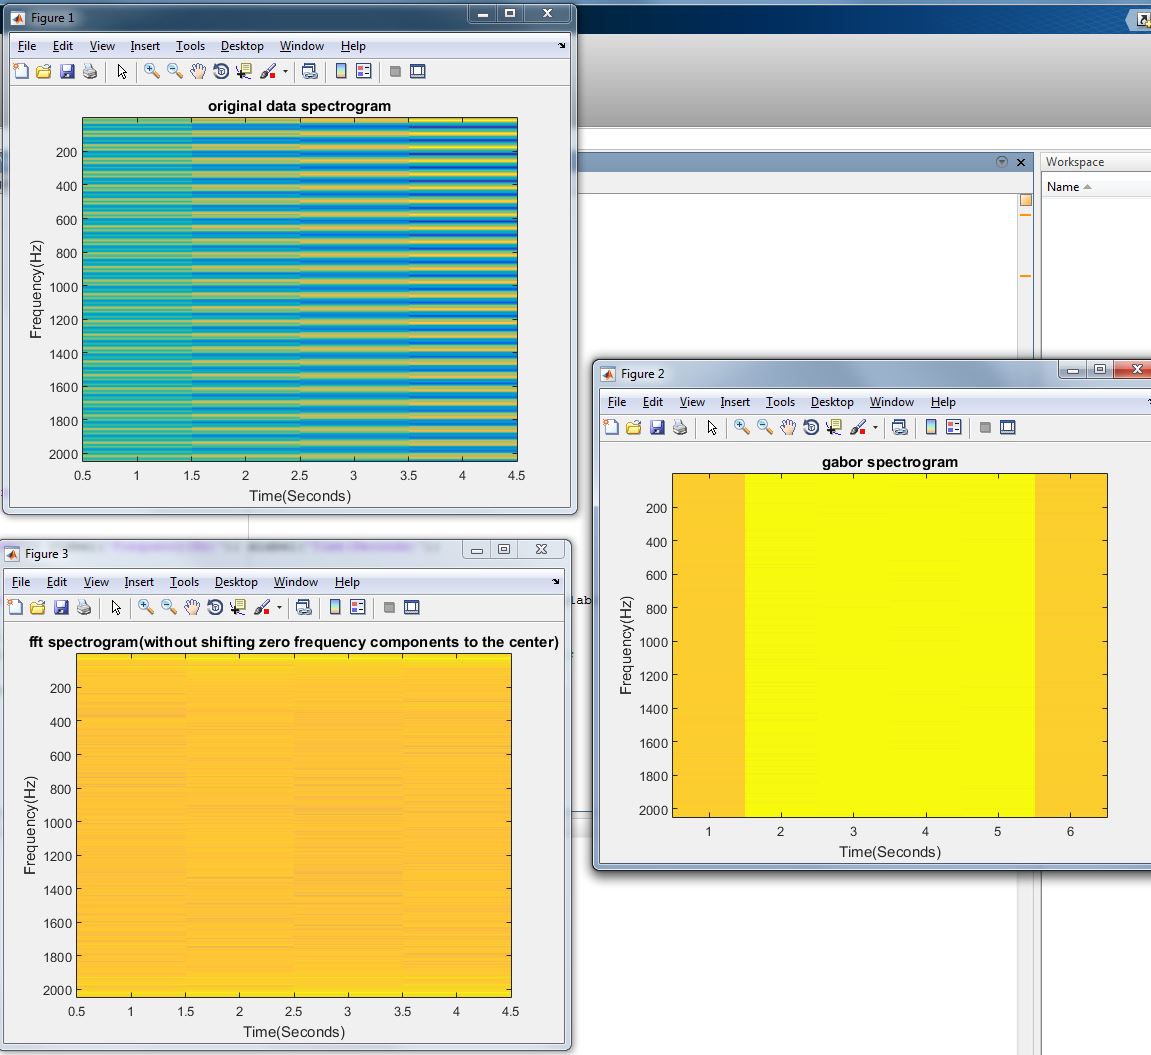 Figure 1
File Edit View Insert Tools Desktop Window Help
original data spectrogram
200
400
600
800
1000
1200
1400
1600
1800
2000
Frequency(Hz)
0.5 1 1.5 2 2.5 3 3.5 4 4.5
Time(Seconds)
Workspace
Name
Figure 2
File Edit View Insert Tools Desktop Window Help
gabor spectrogram
200
400
600
800
1000
1200
1400
1600
1800
2000
Frequency(Hz)
1 2 3 4 5 6
Time(Seconds)
Figure 3
File Edit View Insert Tools Desktop Window Help
fft spectrogram(without shifting zero frequency components to the center)
200
400
600
800
1000
1200
1400
1600
1800
2000
Frequency(Hz)
0.5 1 1.5 2 2.5 3 3.5 4 4.5
Time(Seconds)
lab